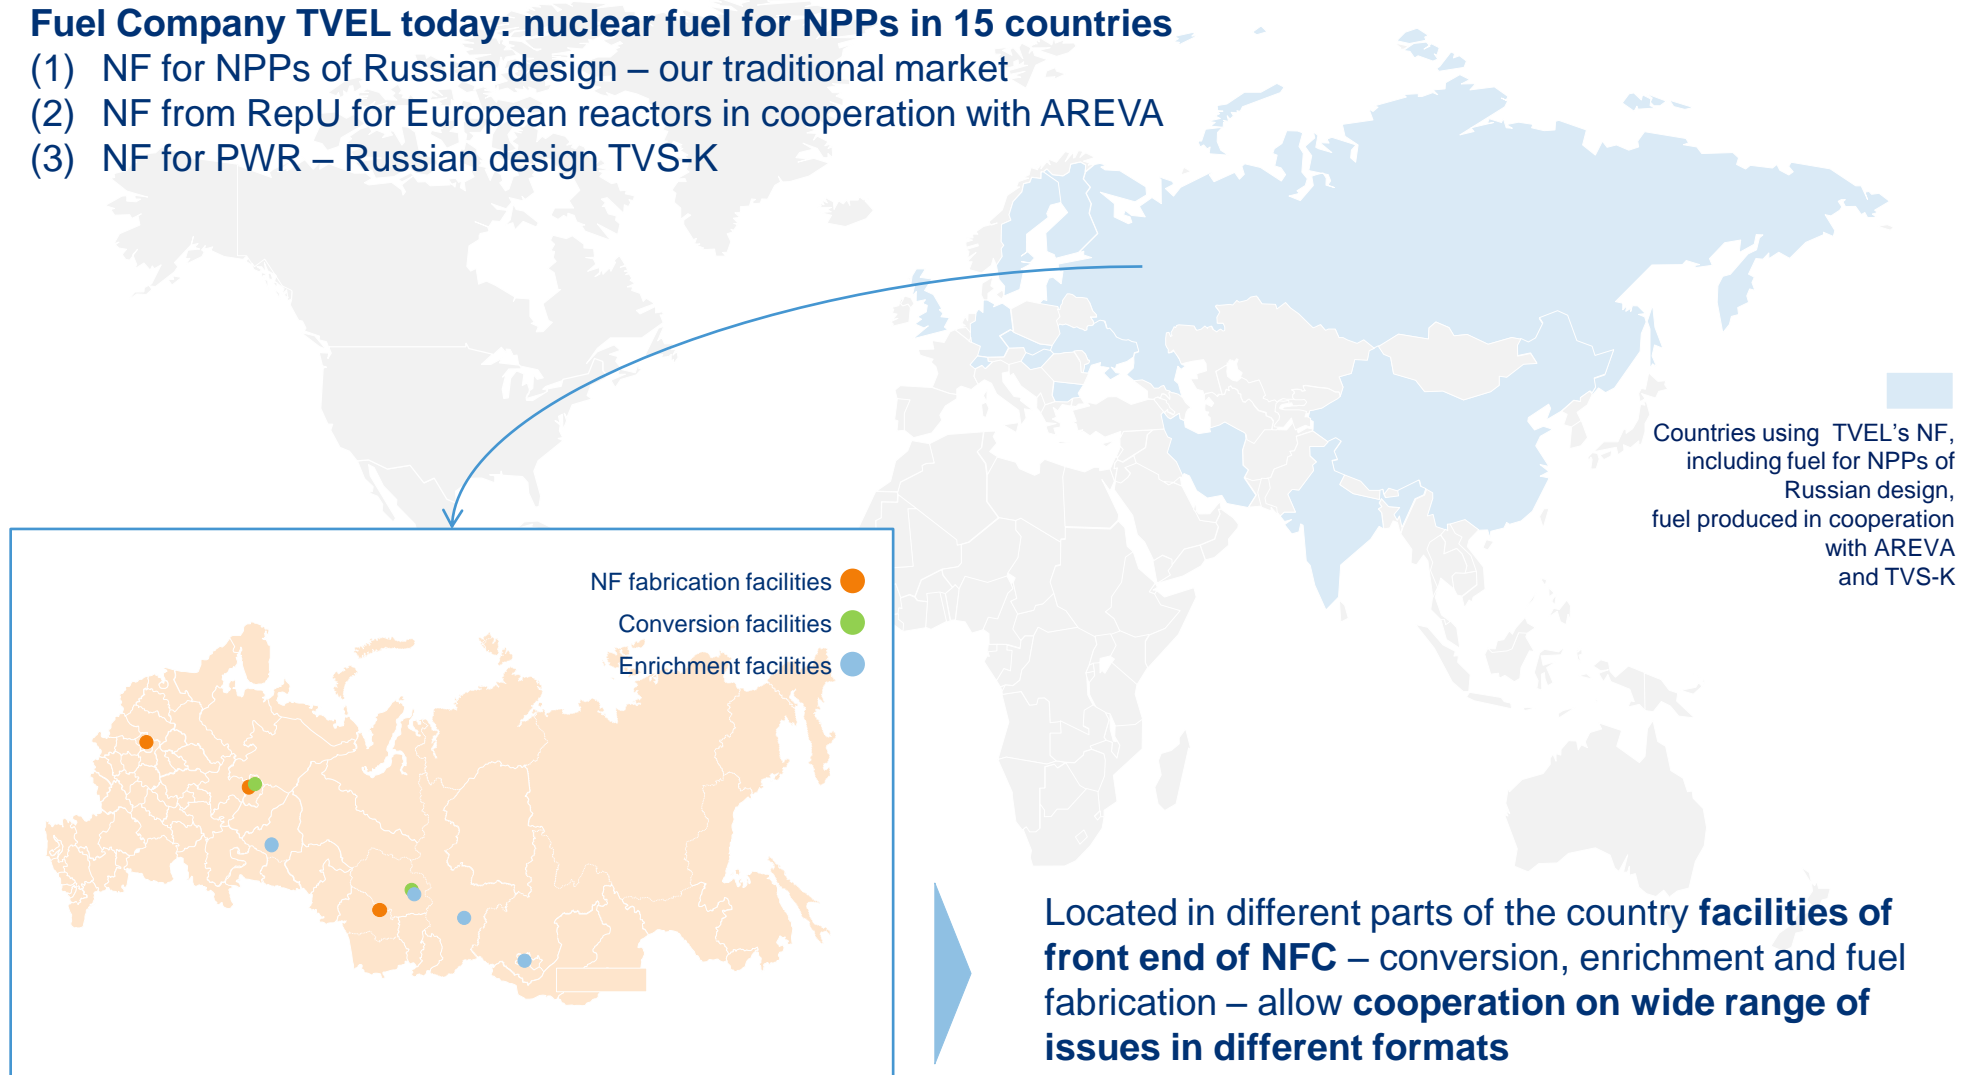 Fuel Company TVEL today: nuclear fuel for NPPs in 15 countries
(1) NF for NPPs of Russian design – our traditional market
(2) NF from RepU for European reactors in cooperation with AREVA
(3) NF for PWR – Russian design TVS-K
Countries using TVEL's NF,
including fuel for NPPs of
Russian design,
fuel produced in cooperation
with AREVA
and TVS-K
NF fabrication facilities
Conversion facilities
Enrichment facilities
Located in different parts of the country facilities of
front end of NFC – conversion, enrichment and fuel
fabrication – allow cooperation on wide range of
issues in different formats